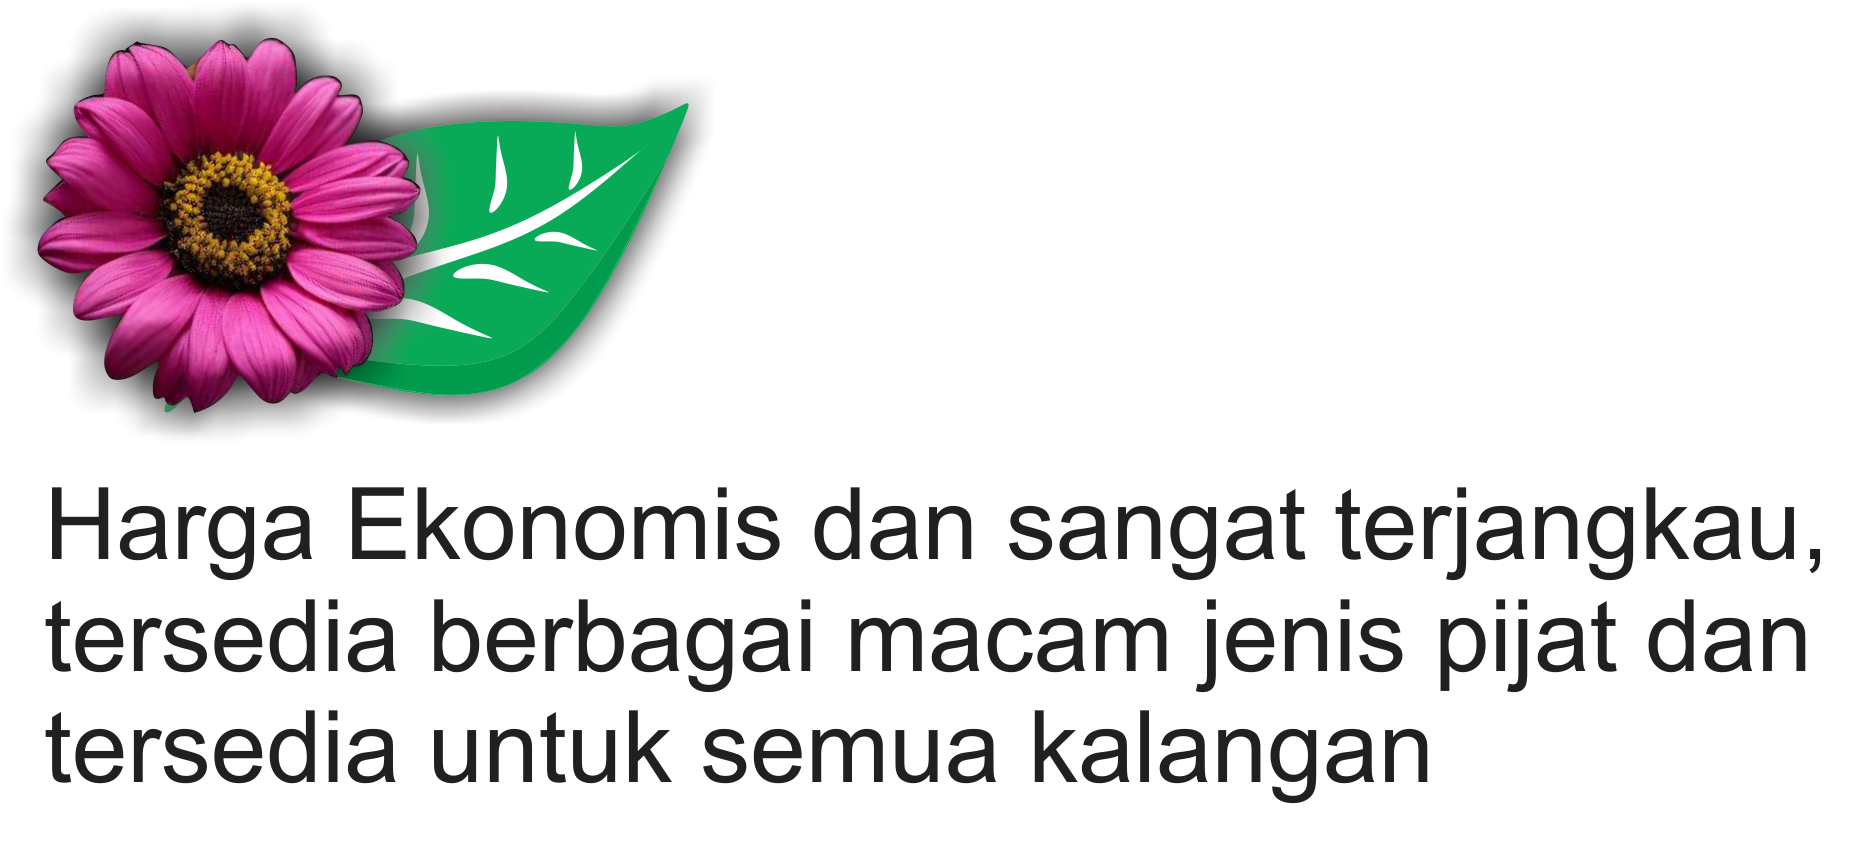 Harga Ekonomis dan sangat terjangkau,
tersedia berbagai macam jenis pijat dan
tersedia untuk semua kalangan